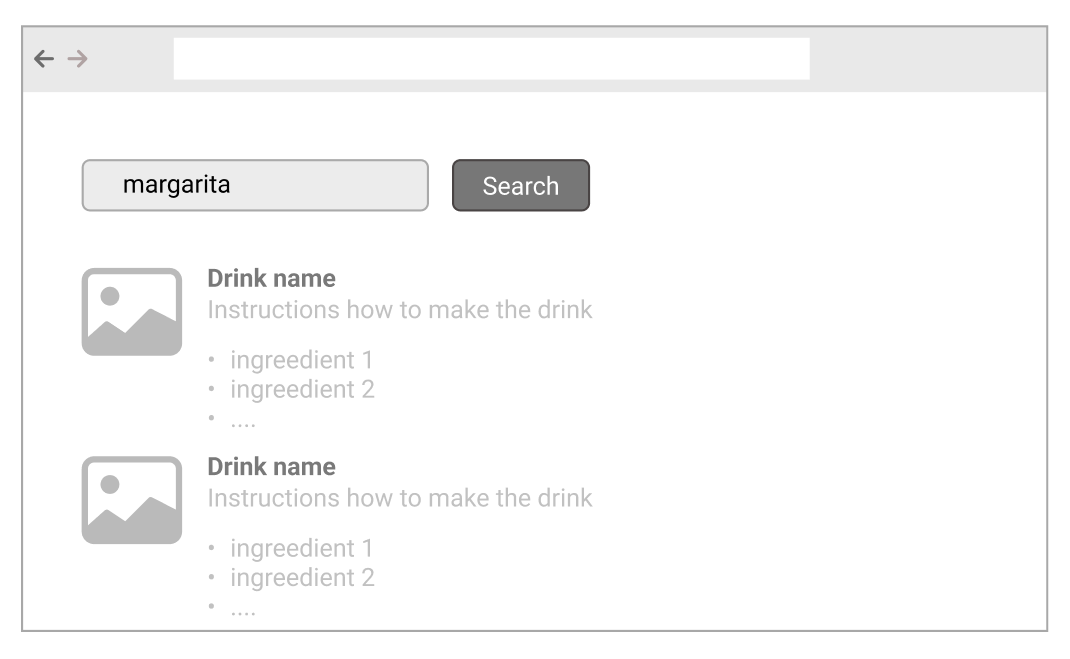 margarita
Search
Drink name
Instructions how to make the drink
• ingreedient 1
• ingreedient 2
• ....
Drink name
Instructions how to make the drink
• ingreedient 1
• ingreedient 2
• ....